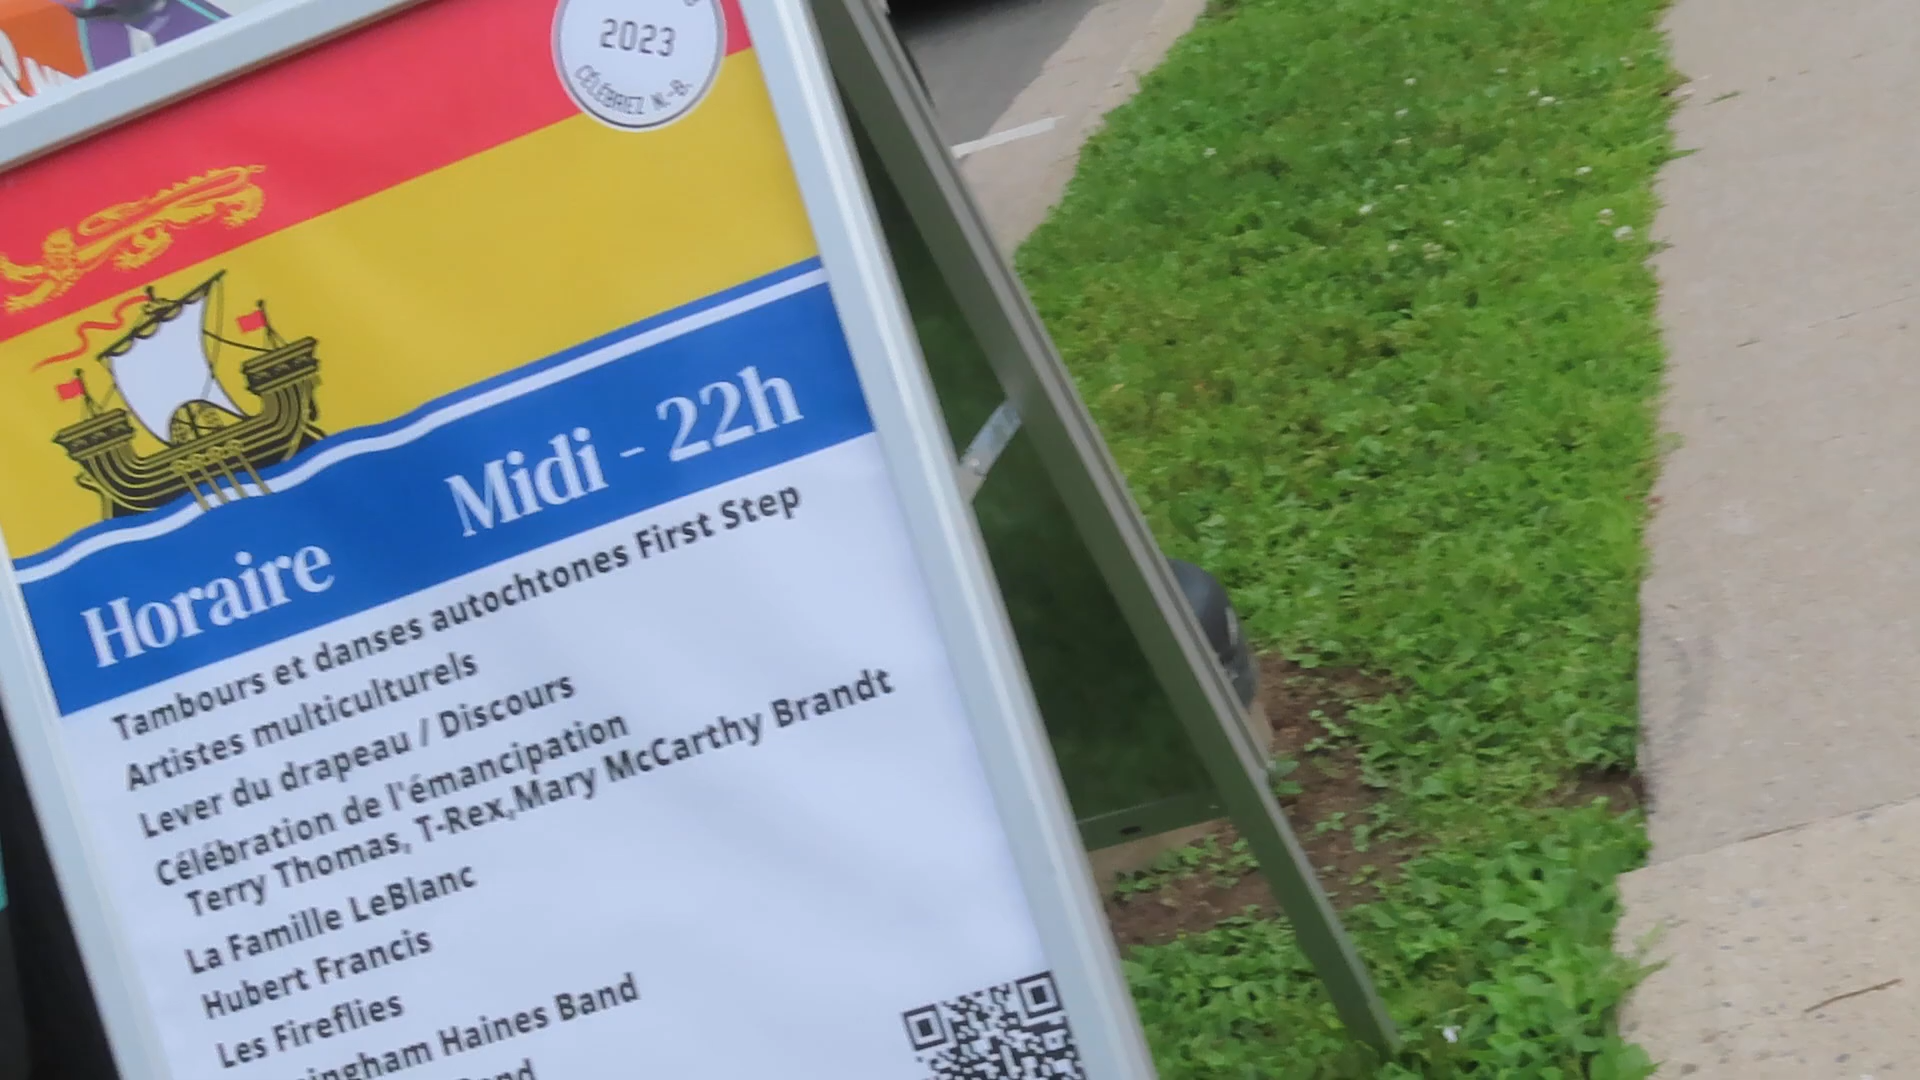 2023
CÉLÉBREZ N.-B.
Horaire Midi - 22h
Tambours et danses autochtones First Step
Artistes multiculturels
Lever du drapeau / Discours
Célébration de l'émancipation
Terry Thomas, T-Rex,Mary McCarthy Brandt
La Famille LeBlanc
Hubert Francis
Les Fireflies
Haines Band